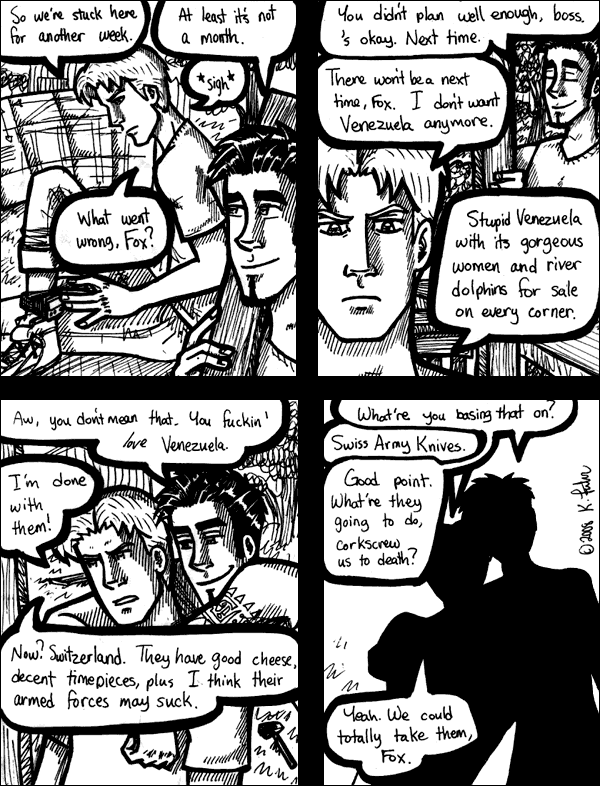 So we're stuck here
for another week.
At least it's not
a month.
*sigh*
What went
wrong, Fox?
You didn't plan well enough, boss.
's okay. Next time.
There won't be a next
time, Fox. I don't want
Venezuela anymore.
Stupid Venezuela
with its gorgeous
women and river
dolphins for sale
on every corner.
Aw, you don't mean that. You fuckin'
love Venezuela.
I'm done
with
them!
Now? Switzerland. They have good cheese,
decent timepieces, plus I think their
armed forces may suck.
What're you basing that on?
Swiss Army Knives.
Good point.
What're they
going to do,
corkscrew
us to death?
Yeah. We could
totally take them,
Fox.
©2008 K.